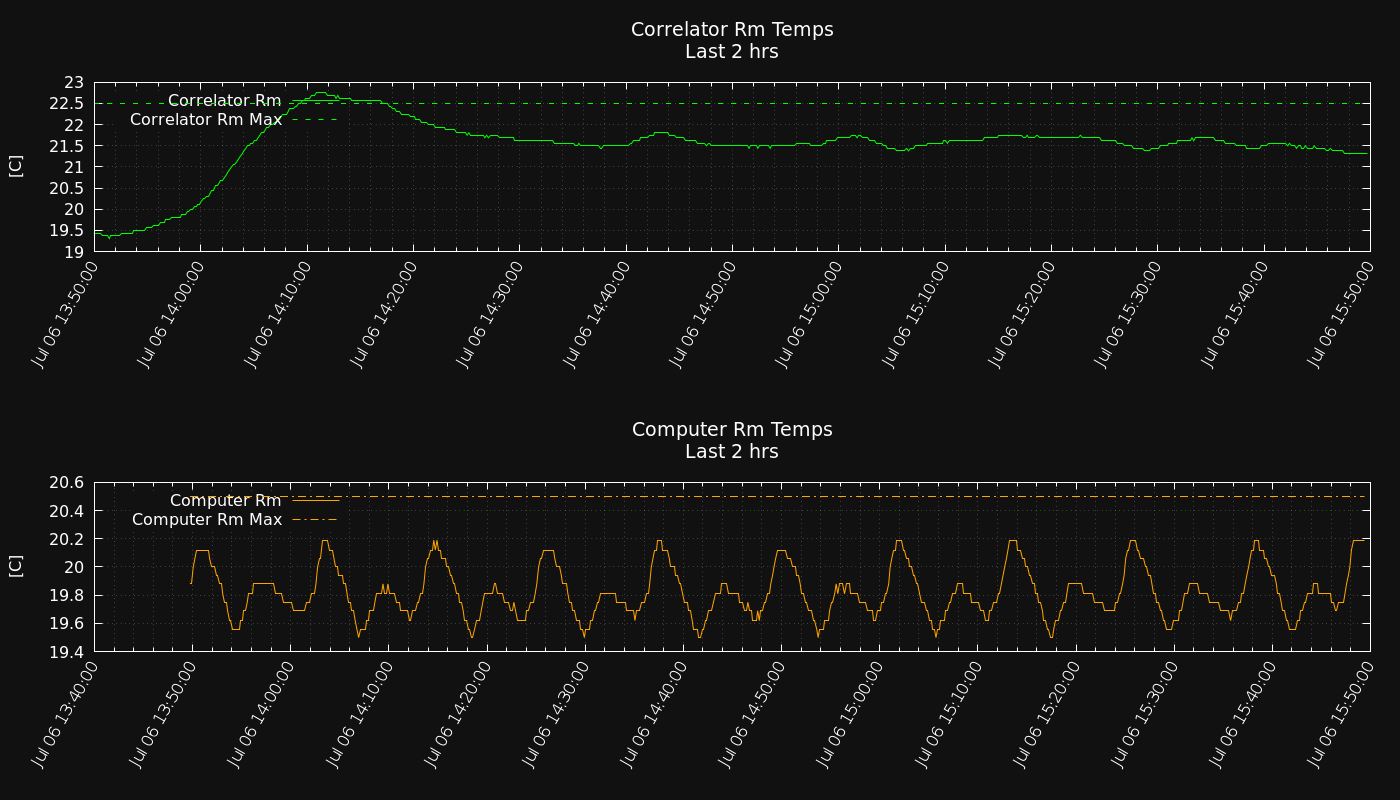 Correlator Rm Temps
Last 2 hrs
23
22.5
22
21.5
21
20.5
20
19.5
19
[C]
Correlator Rm
Correlator Rm Max
Jul 06 13:50:00
Jul 06 14:00:00
Jul 06 14:10:00
Jul 06 14:20:00
Jul 06 14:30:00
Jul 06 14:40:00
Jul 06 14:50:00
Jul 06 15:00:00
Jul 06 15:10:00
Jul 06 15:20:00
Jul 06 15:30:00
Jul 06 15:40:00
Jul 06 15:50:00
Computer Rm Temps
Last 2 hrs
20.6
20.4
20.2
20
19.8
19.6
19.4
[C]
Computer Rm
Computer Rm Max
Jul 06 13:40:00
Jul 06 13:50:00
Jul 06 14:00:00
Jul 06 14:10:00
Jul 06 14:20:00
Jul 06 14:30:00
Jul 06 14:40:00
Jul 06 14:50:00
Jul 06 15:00:00
Jul 06 15:10:00
Jul 06 15:20:00
Jul 06 15:30:00
Jul 06 15:40:00
Jul 06 15:50:00